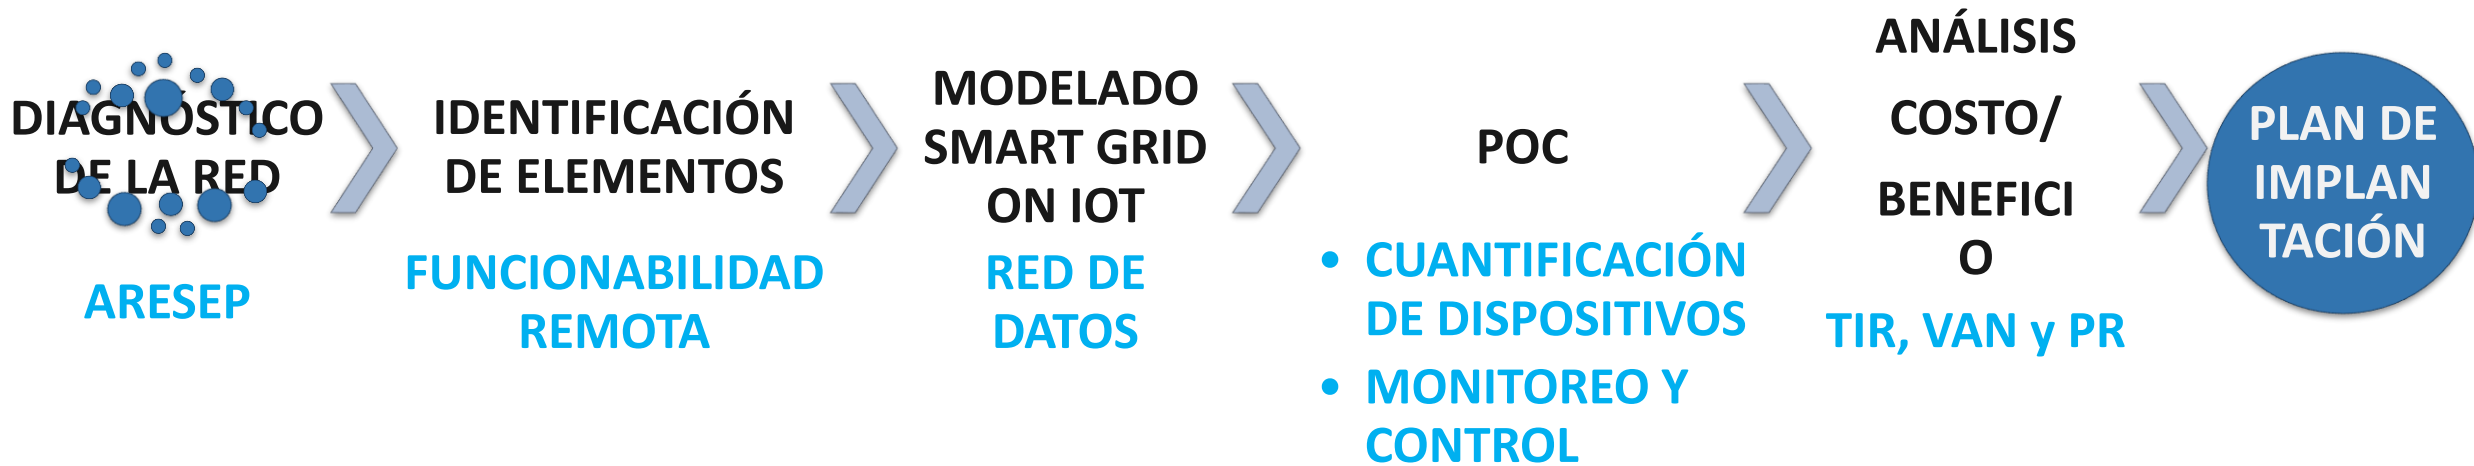 DIAGNÓSTICO
DE LA RED
ARESEP
IDENTIFICACIÓN
DE ELEMENTOS
FUNCIONABILIDAD
REMOTA
MODELADO
SMART GRID
ON IOT
RED DE
DATOS
POC
• CUANTIFICACIÓN
DE DISPOSITIVOS
• MONITOREO Y
CONTROL
ANÁLISIS
COSTO/
BENEFICI
O
TIR, VAN y PR
PLAN DE
IMPLAN
TACIÓN